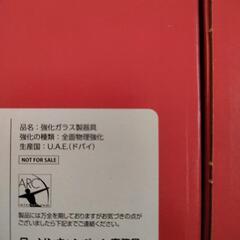 品名：強化ガラス製器具
強化の種類：全面物理強化
生産国：U.A.E.(ドバイ)
NOT FOR SALE
ARC
製品には万全を期しておりますがお気づきの点が
ございましたら下記までご連絡ください。